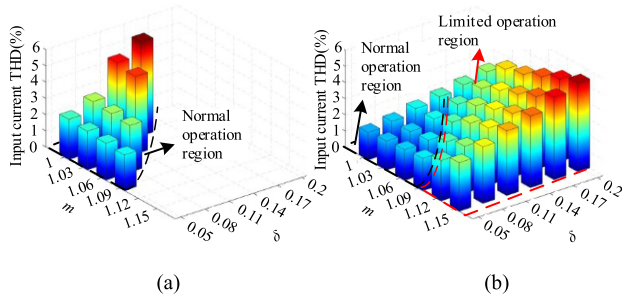 Input current THD(%)
6
5
4
3
2
1
0
1
1.03
1.06
1.09
1.12
1.15
m
0.05
0.08
0.11
0.14
0.17
0.2
δ
Normal
operation
region
(a)
Input current THD(%)
6
5
4
3
2
1
0
1
1.03
1.06
1.09
1.12
1.15
m
0.05
0.08
0.11
0.14
0.17
0.2
δ
Normal
operation
region
Limited operation
region
(b)